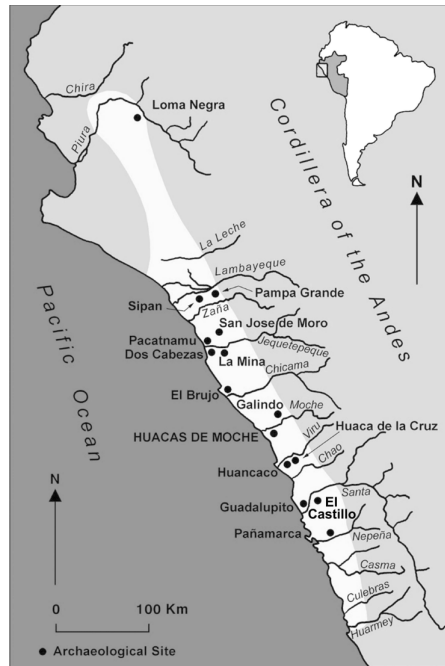 Chira
Loma Negra
Piura
Cordillera of the Andes
N
La Leche
Lambayeque
Pampa Grande
Sipan
Zaña
San Jose de Moro
Pacatnamu
Jequetepeque
Dos Cabezas
La Mina
Chicama
El Brujo
Galindo
Moche
HUACAS DE MOCHE
Viru
Huaca de la Cruz
Chao
Huancaco
Pacific Ocean
Santa
Guadalupito
El
Castillo
Pañamarca
Nepeña
Casma
Culebras
Huarmey
N
0 100 Km
Archaeological Site